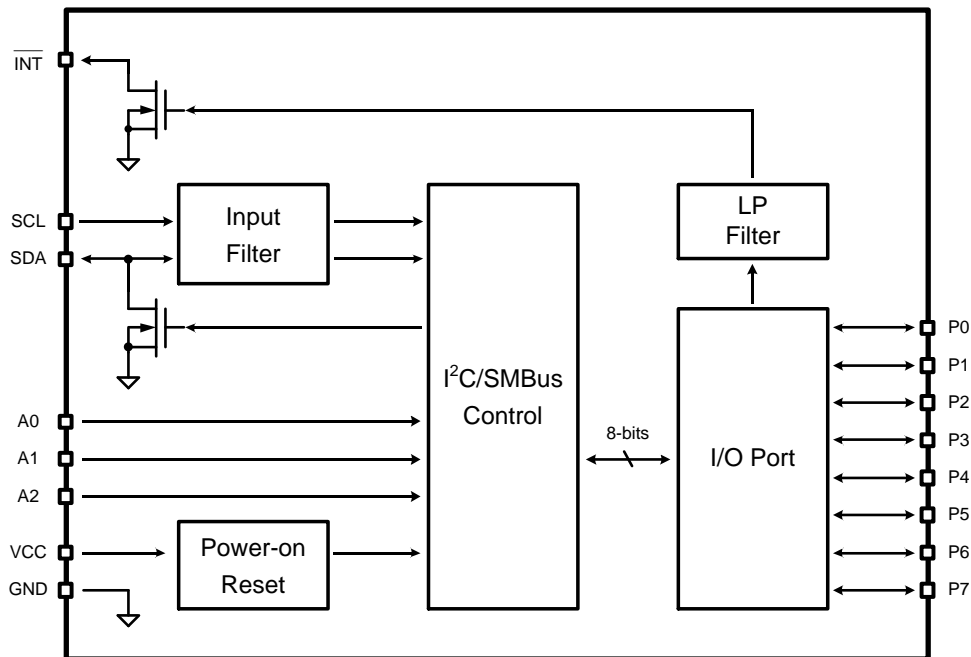 INT
SCL
SDA
A0
A1
A2
VCC
GND
Input
Filter
Power-on
Reset
I²C/SMBus
Control
8-bits
LP
Filter
I/O Port
P0
P1
P2
P3
P4
P5
P6
P7